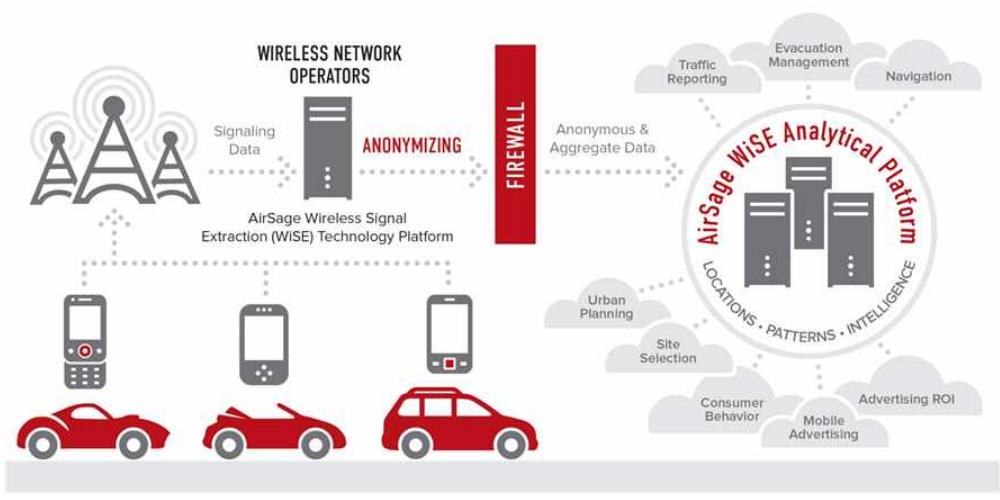 WIRELESS NETWORK
OPERATORS
Signaling
Data
ANONYMIZING
FIREWALL
Anonymous &
Aggregate Data
AirSage Wireless Signal
Extraction (WiSE) Technology Platform
Traffic
Reporting
Evacuation
Management
Navigation
AirSage WiSE Analytical Platform
LOCATIONS • PATTERNS • INTELLIGENCE
Urban
Planning
Site
Selection
Consumer
Behavior
Mobile
Advertising
Advertising ROI